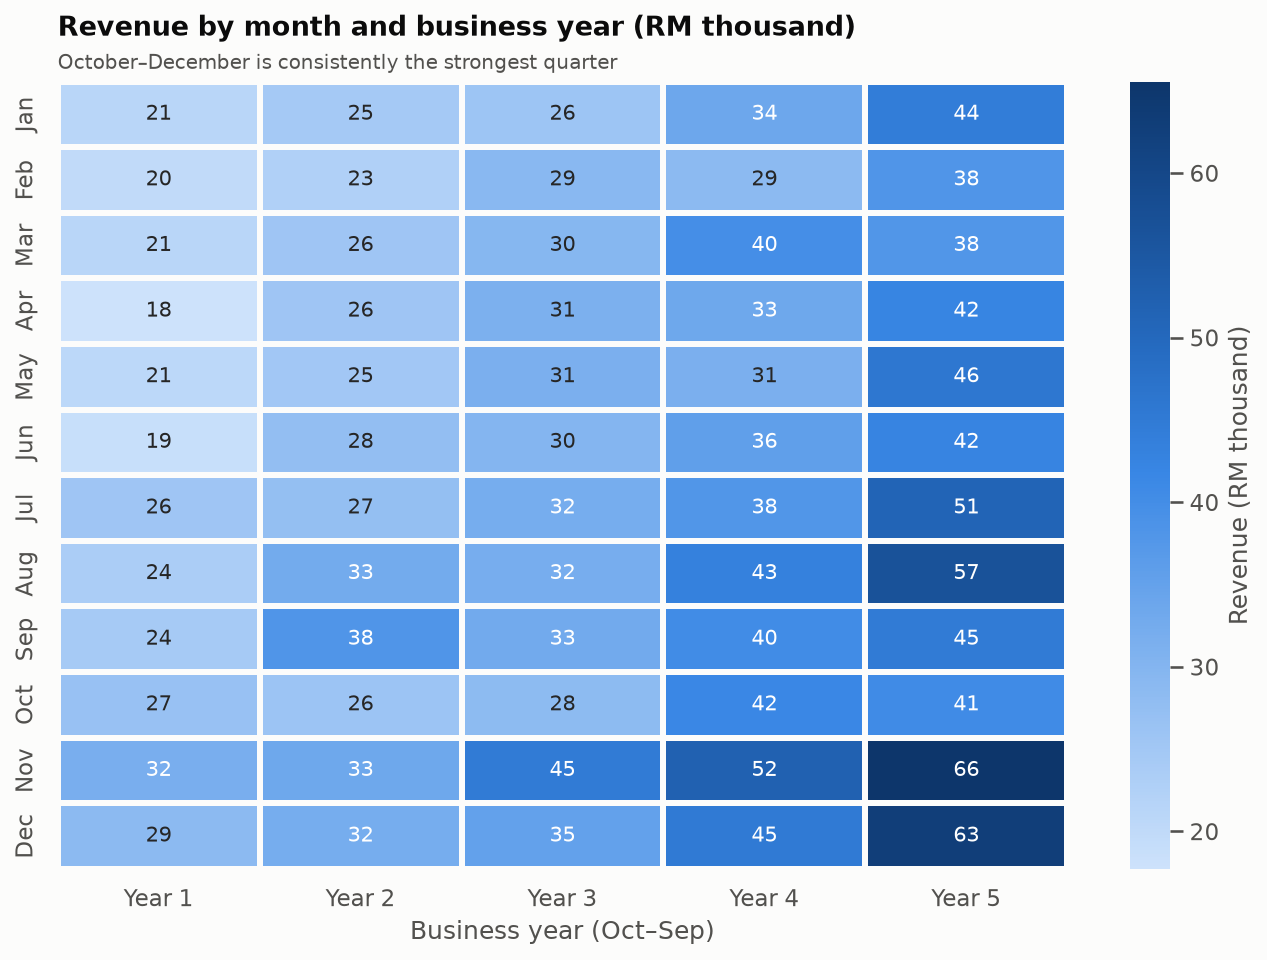 Revenue by month and business year (RM thousand)
October–December is consistently the strongest quarter
Jan 21 25 26 34 44
Feb 20 23 29 29 38
Mar 21 26 30 40 38
Apr 18 26 31 33 42
May 21 25 31 31 46
Jun 19 28 30 36 42
Jul 26 27 32 38 51
Aug 24 33 32 43 57
Sep 24 38 33 40 45
Oct 27 26 28 42 41
Nov 32 33 45 52 66
Dec 29 32 35 45 63
Year 1 Year 2 Year 3 Year 4 Year 5
Business year (Oct–Sep)
60
50
40
30
20
Revenue (RM thousand)